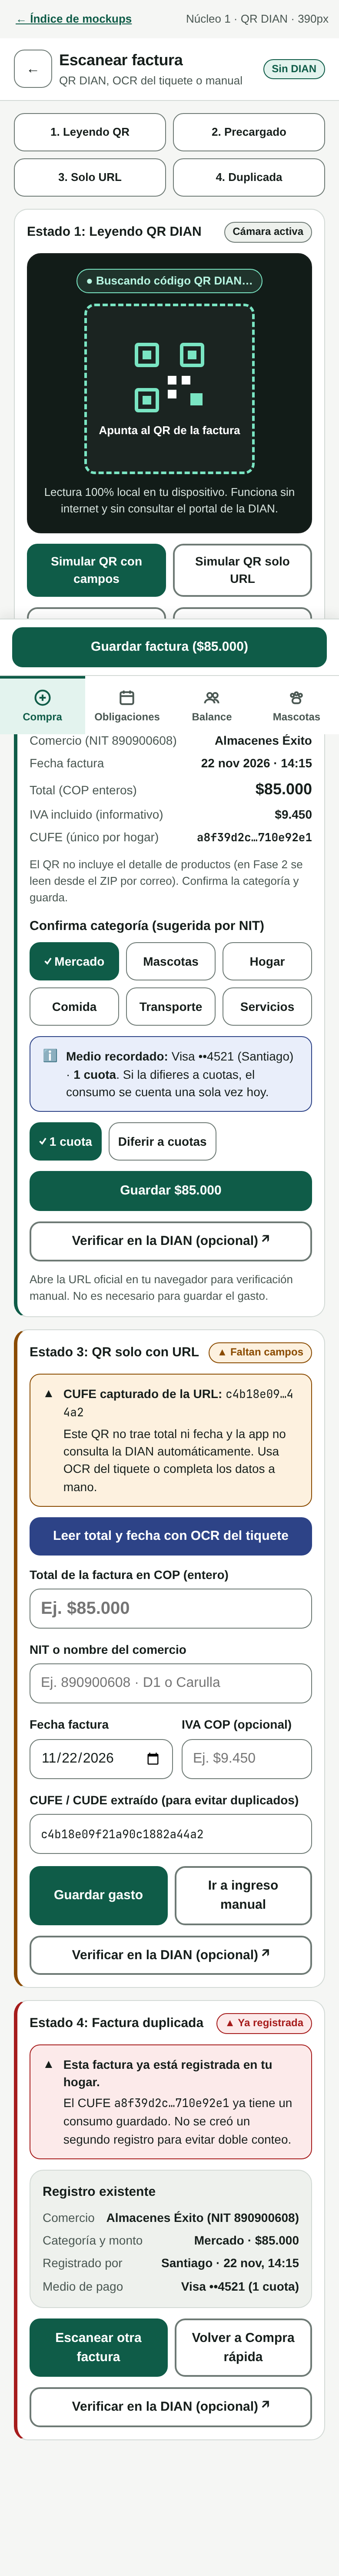 ← Índice de mockups
Núcleo 1 · QR DIAN · 390px
←
Escanear factura
QR DIAN, OCR del tiquete o manual
Sin DIAN
1. Leyendo QR
2. Precargado
3. Solo URL
4. Duplicada
Estado 1: Leyendo QR DIAN
Cámara activa
● Buscando código QR DIAN…
Apunta al QR de la factura
Lectura 100% local en tu dispositivo. Funciona sin
internet y sin consultar el portal de la DIAN.
Simular QR con
campos
Simular QR solo
URL
Guardar factura ($85.000)
Compra
Obligaciones
Balance
Mascotas
Comercio (NIT 890900608)
Almacenes Éxito
Fecha factura
22 nov 2026 · 14:15
Total (COP enteros)
$85.000
IVA incluido (informativo)
$9.450
CUFE (único por hogar)
a8f39d2c…710e92e1
El QR no incluye el detalle de productos (en Fase 2 se
leen desde el ZIP por correo). Confirma la categoría y
guarda.
Confirma categoría (sugerida por NIT)
✓ Mercado
Mascotas
Hogar
Comida
Transporte
Servicios
ℹ️ Medio recordado: Visa ••4521 (Santiago)
· 1 cuota. Si la difieres a cuotas, el
consumo se cuenta una sola vez hoy.
✓ 1 cuota
Diferir a cuotas
Guardar $85.000
Verificar en la DIAN (opcional) ↗
Abre la URL oficial en tu navegador para verificación
manual. No es necesario para guardar el gasto.
Estado 3: QR solo con URL
▲ Faltan campos
▲ CUFE capturado de la URL: c4b18e09…4
4a2
Este QR no trae total ni fecha y la app no
consulta la DIAN automáticamente. Usa
OCR del tiquete o completa los datos a
mano.
Leer total y fecha con OCR del tiquete
Total de la factura en COP (entero)
Ej. $85.000
NIT o nombre del comercio
Ej. 890900608 · D1 o Carulla
Fecha factura
IVA COP (opcional)
11/22/2026
Ej. $9.450
CUFE / CUDE extraído (para evitar duplicados)
c4b18e09f21a90c1882a44a2
Guardar gasto
Ir a ingreso
manual
Verificar en la DIAN (opcional) ↗
Estado 4: Factura duplicada
▲ Ya registrada
▲ Esta factura ya está registrada en tu
hogar.
El CUFE a8f39d2c…710e92e1 ya tiene un
consumo guardado. No se creó un
segundo registro para evitar doble conteo.
Registro existente
Comercio
Almacenes Éxito (NIT 890900608)
Categoría y monto
Mercado · $85.000
Registrado por
Santiago · 22 nov, 14:15
Medio de pago
Visa ••4521 (1 cuota)
Escanear otra
factura
Volver a Compra
rápida
Verificar en la DIAN (opcional) ↗